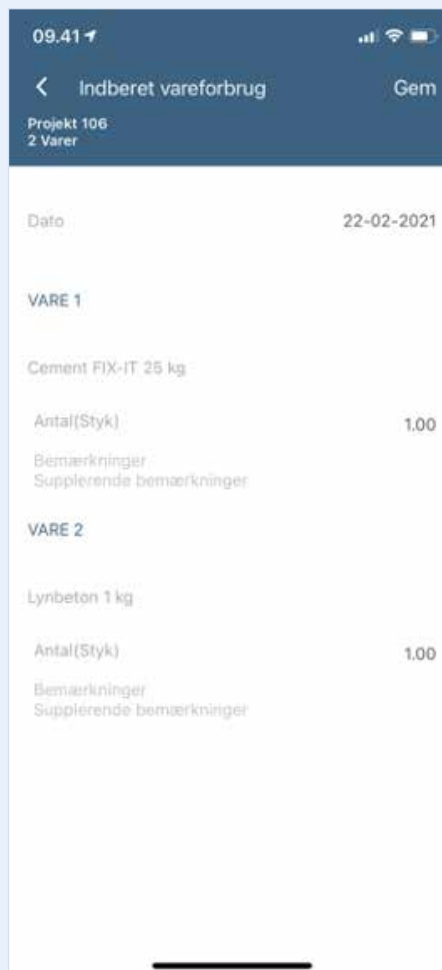 09.41
Indberet vareforbrug Gem
Projekt 106
2 Varer
Dato 22-02-2021
VARE 1
Cement FIX-IT 25 kg
Antal(Styk) 1.00
Bemærkninger
Supplerende bemærkninger
VARE 2
Lynbeton 1 kg
Antal(Styk) 1.00
Bemærkninger
Supplerende bemærkninger